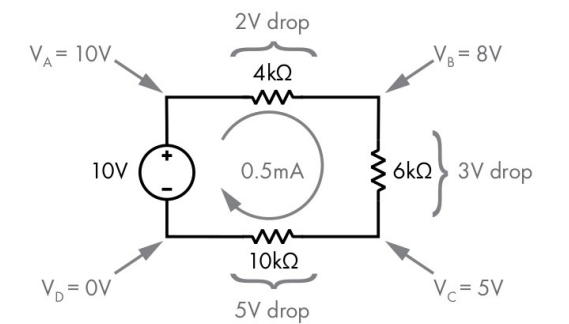 2V drop
V_A = 10V
V_B = 8V
4kΩ
+
10V
0.5mA
6kΩ
3V drop
-
10kΩ
V_D = 0V
V_C = 5V
5V drop